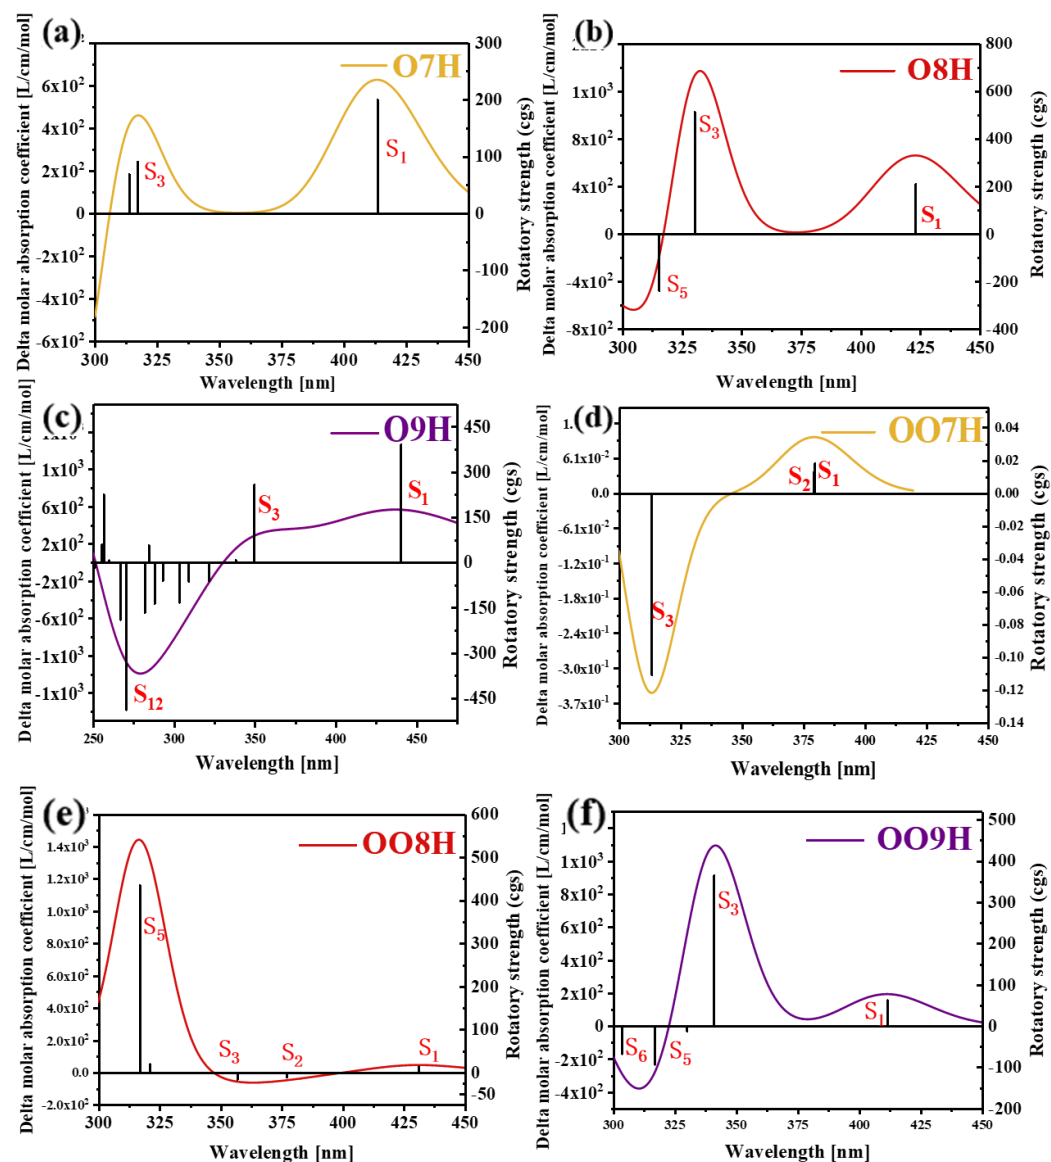 (a)
O7H
Delta molar absorption coefficient [L/cm/mol]
6x10²
4x10²
2x10²
0
-2x10²
-4x10²
-6x10²
300
200
100
0
-100
-200
Rotatory strength (cgs)
S₃
S₁
300 325 350 375 400 425 450
Wavelength [nm]
(b)
O8H
Delta molar absorption coefficient [L/cm/mol]
1x10³
8x10²
4x10²
0
-4x10²
-8x10²
800
600
400
200
0
-200
-400
Rotatory strength (cgs)
S₃
S₁
S₅
300 325 350 375 400 425 450
Wavelength [nm]
(c)
O9H
Delta molar absorption coefficient [L/cm/mol]
1x10³
6x10²
2x10²
-2x10²
-6x10²
-1x10³
-1x10³
450
300
150
0
-150
-300
-450
Rotatory strength (cgs)
S₃
S₁
S₁₂
250 300 350 400 450
Wavelength [nm]
(d)
OO7H
Delta molar absorption coefficient [L/cm/mol]
6.1x10⁻²
0.0
-6.1x10⁻²
-1.2x10⁻¹
-1.8x10⁻¹
-2.4x10⁻¹
-3.0x10⁻¹
-3.7x10⁻¹
0.04
0.02
0.00
-0.02
-0.04
-0.06
-0.08
-0.10
-0.12
-0.14
Rotatory strength (cgs)
S₂ S₁
S₃
300 325 350 375 400 425 450
Wavelength [nm]
(e)
OO8H
Delta molar absorption coefficient [L/cm/mol]
1.4x10³
1.2x10³
1.0x10³
8.0x10²
6.0x10²
4.0x10²
2.0x10²
0.0
-2.0x10²
600
500
400
300
200
100
0
-50
Rotatory strength (cgs)
S₅
S₃ S₂ S₁
300 325 350 375 400 425 450
Wavelength [nm]
(f)
OO9H
Delta molar absorption coefficient [L/cm/mol]
1x10³
8x10²
6x10²
4x10²
2x10²
0
-2x10²
-4x10²
500
400
300
200
100
0
-100
-200
Rotatory strength (cgs)
S₃
S₁
S₆ S₅
300 325 350 375 400 425 450
Wavelength [nm]